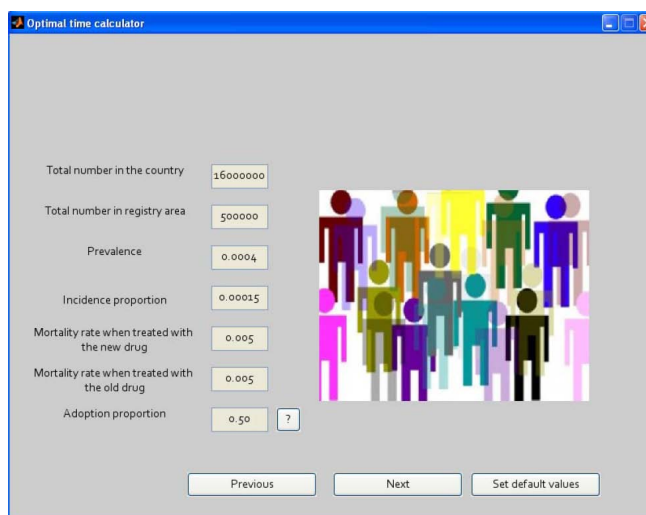 Optimal time calculator
Total number in the country 16000000
Total number in registry area 500000
Prevalence 0.0004
Incidence proportion 0.00015
Mortality rate when treated with
the new drug 0.005
Mortality rate when treated with
the old drug 0.005
Adoption proportion 0.50 ?
Previous Next Set default values